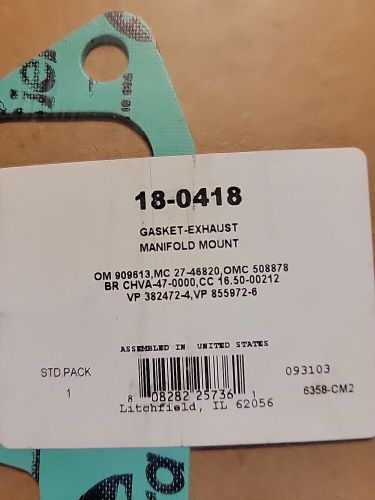 18-0418
GASKET-EXHAUST
MANIFOLD MOUNT
OM 909613,MC 27-46820,OMC 508878
BR CHVA-47-0000,CC 16.50-00212
VP 382472-4,VP 855972-6
ASSEMBLED IN UNITED STATES
STD.PACK
093103
1
6358-CM2
8 08282 25736 1
Litchfield, IL 62056